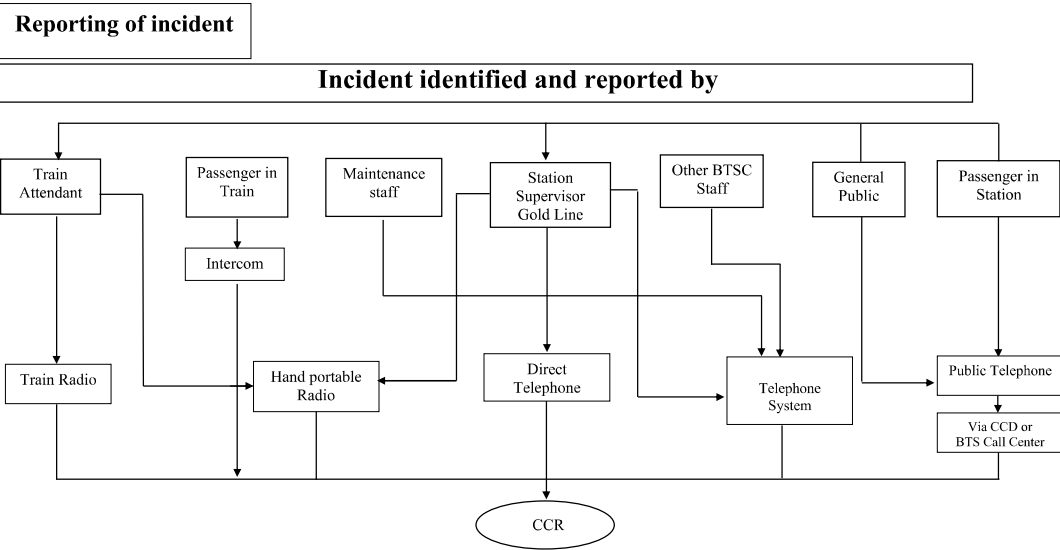 Reporting of incident
Incident identified and reported by
Train
Attendant
Passenger in
Train
Maintenance
staff
Station
Supervisor
Gold Line
Other BTSC
Staff
General
Public
Passenger in
Station
Intercom
Train Radio
Hand portable
Radio
Direct
Telephone
Telephone
System
Public Telephone
Via CCD or
BTS Call Center
CCR